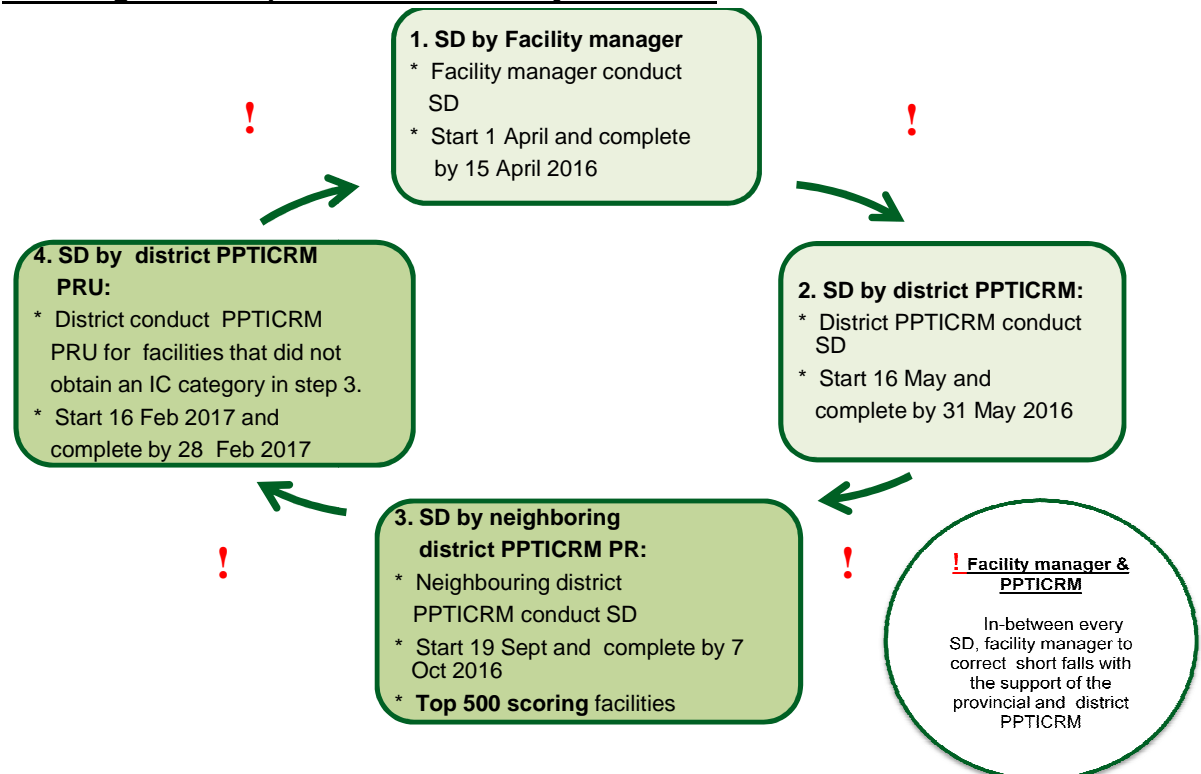 1. SD by Facility manager
* Facility manager conduct
SD
* Start 1 April and complete
by 15 April 2016
!
!
4. SD by district PPTICRM
PRU:
* District conduct PPTICRM
PRU for facilities that did not
obtain an IC category in step 3.
* Start 16 Feb 2017 and
complete by 28 Feb 2017
2. SD by district PPTICRM:
* District PPTICRM conduct
SD
* Start 16 May and
complete by 31 May 2016
3. SD by neighboring
district PPTICRM PR:
* Neighbouring district
PPTICRM conduct SD
* Start 19 Sept and complete by 7
Oct 2016
* Top 500 scoring facilities
!
!
! Facility manager &
PPTICRM
In-between every
SD, facility manager to
correct short falls with
the support of the
provincial and district
PPTICRM